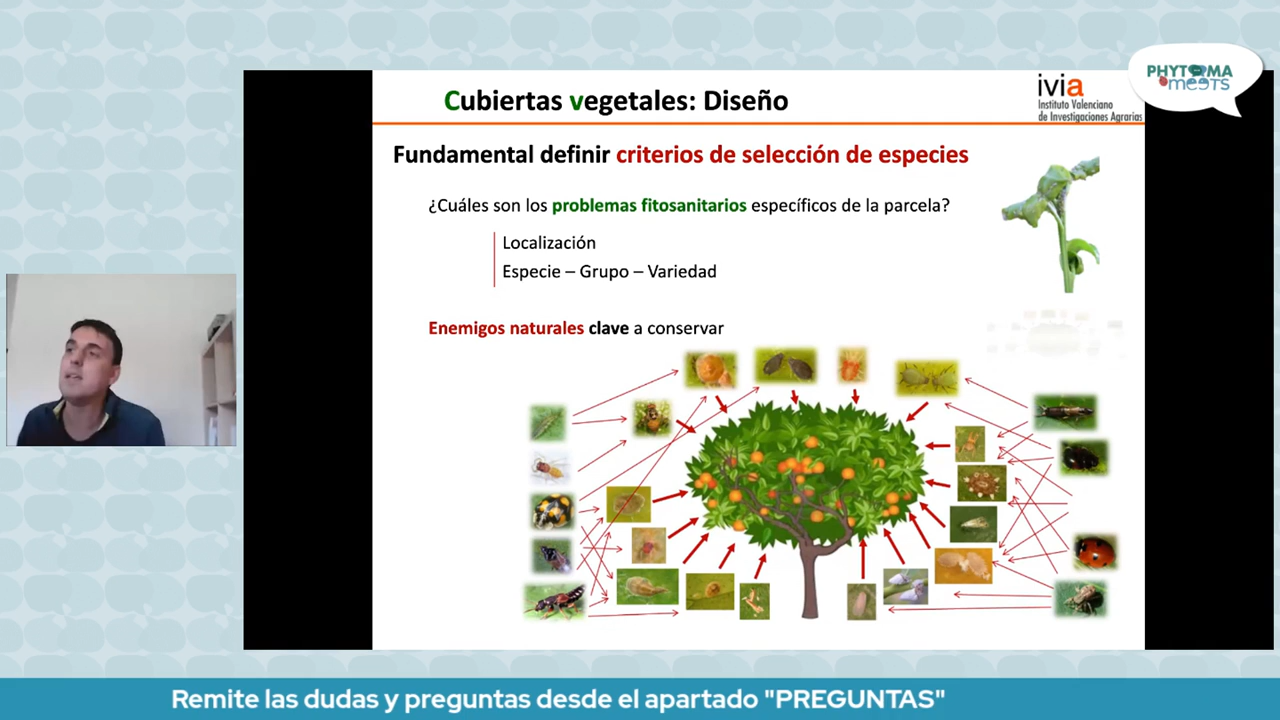 Cubiertas vegetales: Diseño
ivia
Instituto Valenciano
de Investigaciones Agrarias
PHYTOMA
meets
Fundamental definir criterios de selección de especies
¿Cuáles son los problemas fitosanitarios específicos de la parcela?
Localización
Especie – Grupo – Variedad
Enemigos naturales clave a conservar
Remite las dudas y preguntas desde el apartado "PREGUNTAS"